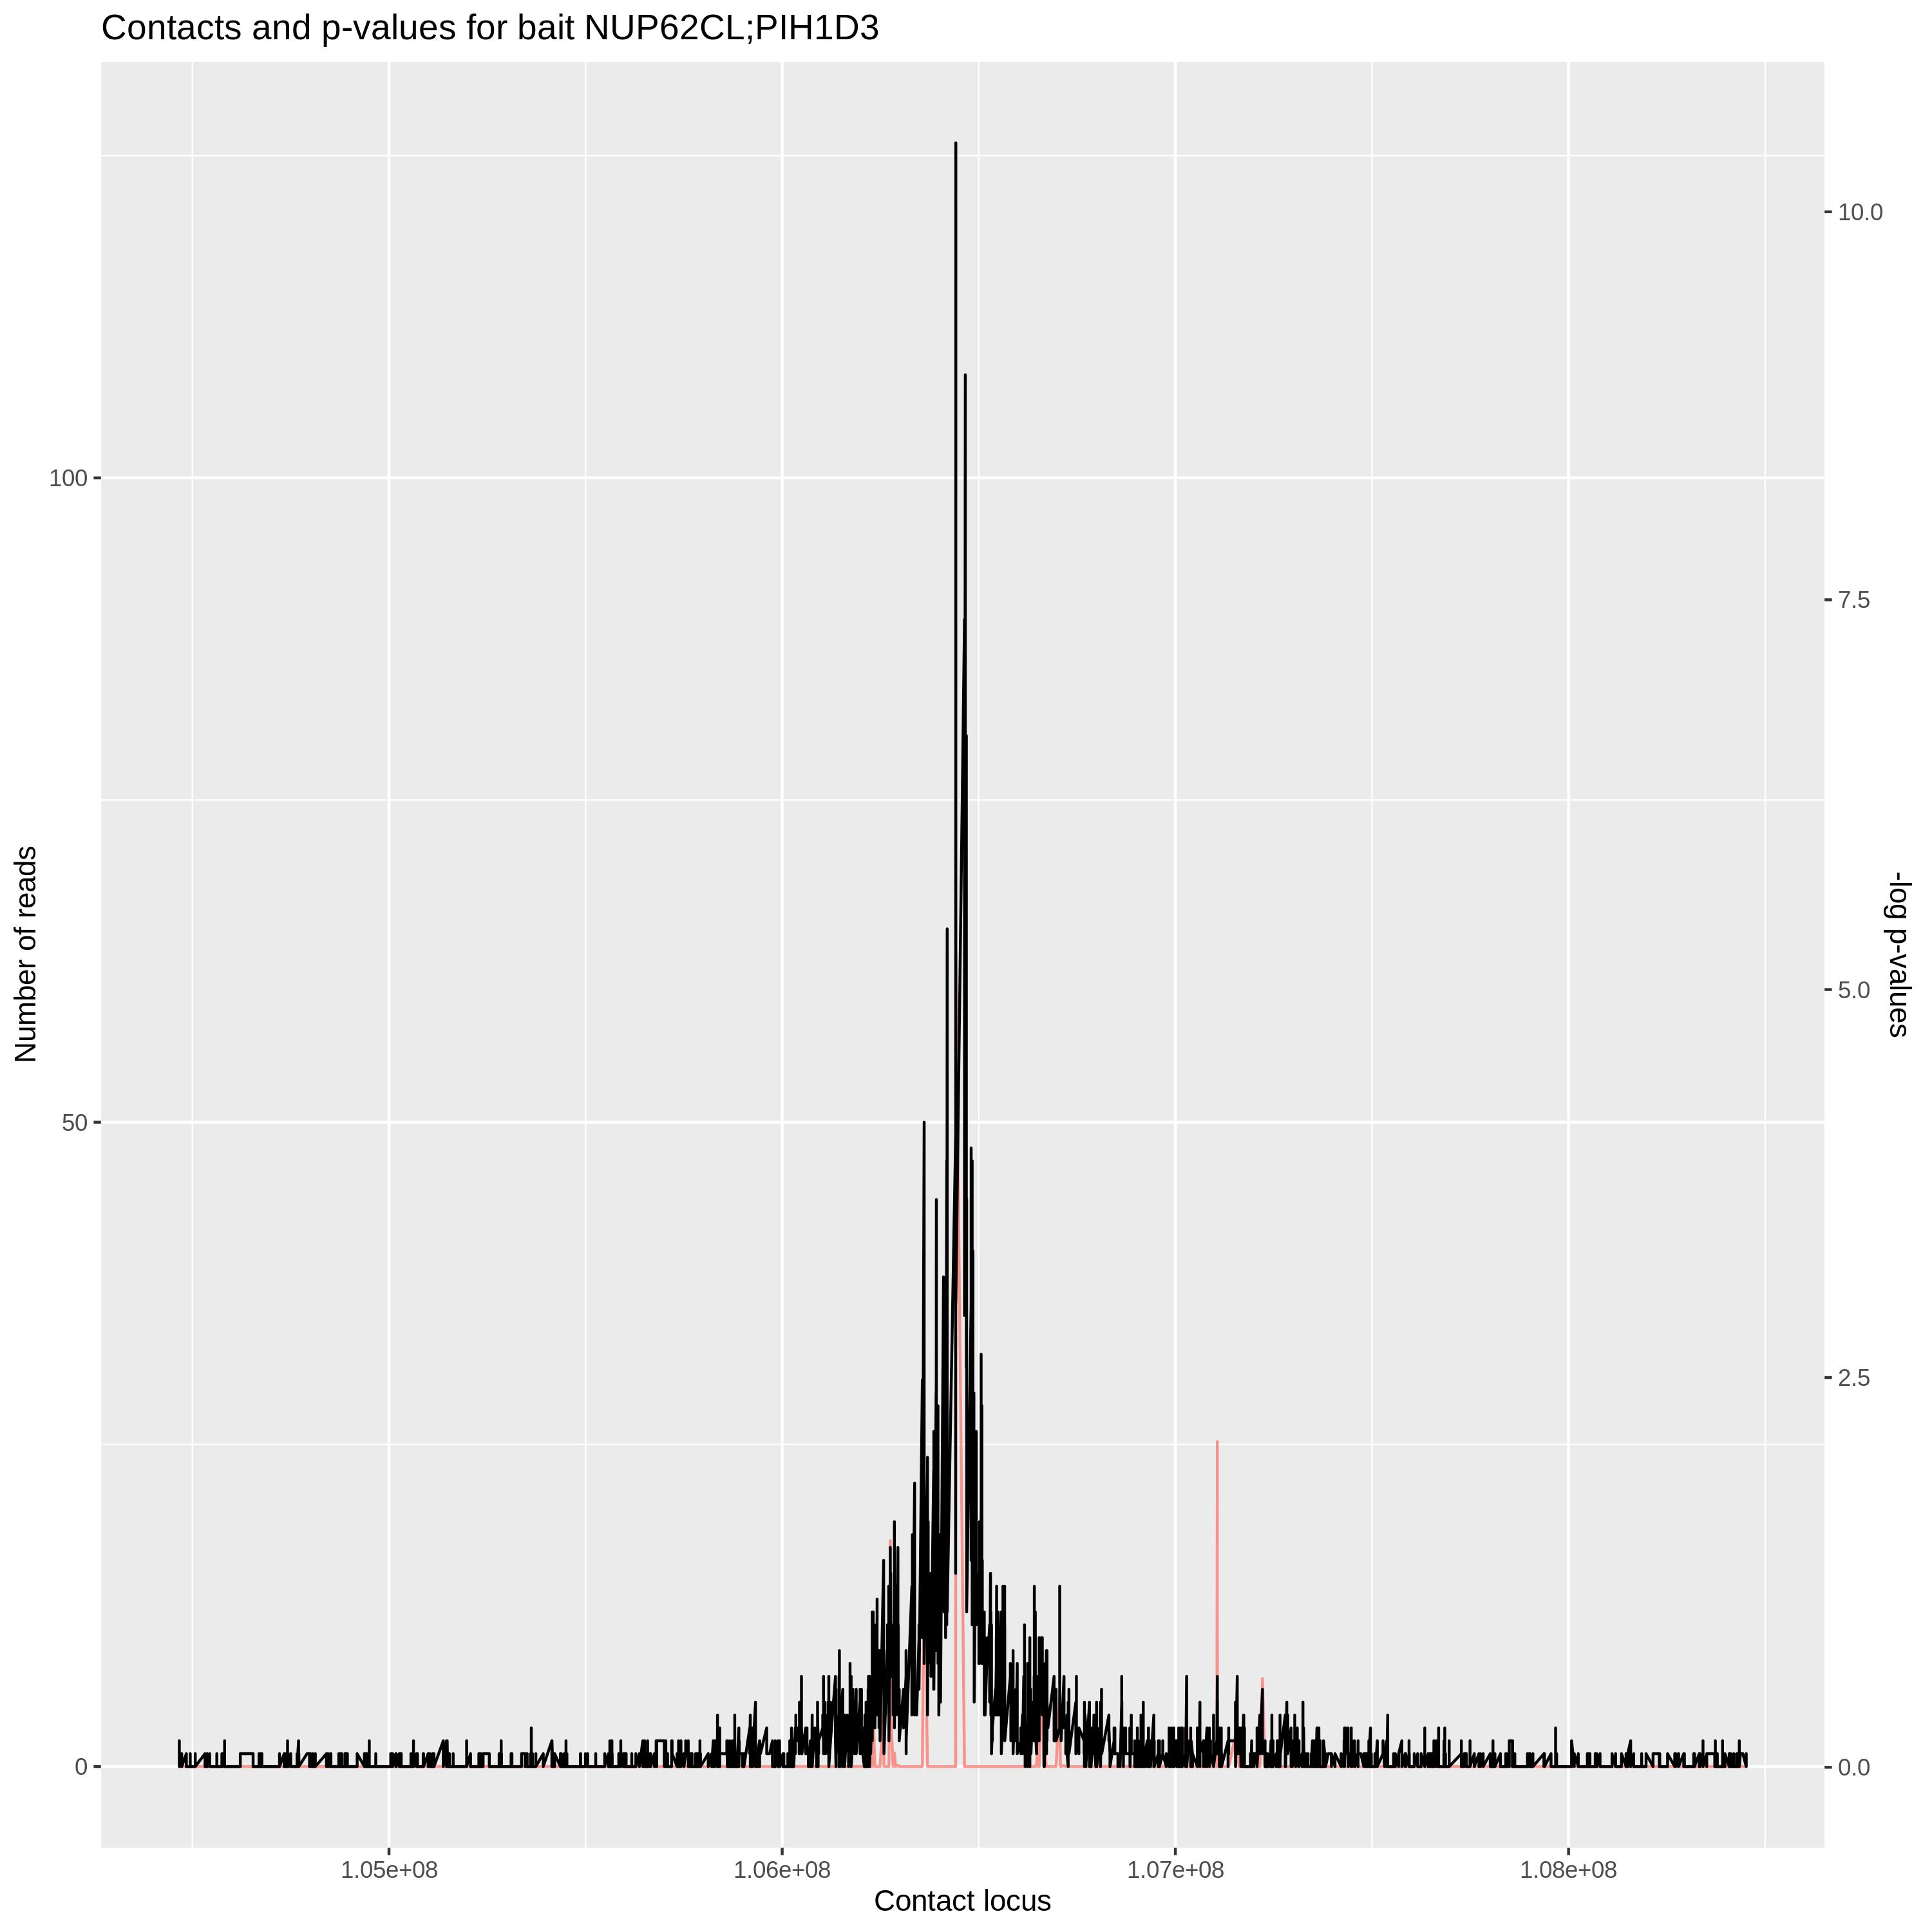 Contacts and p-values for bait NUP62CL;PIH1D3
Number of reads
100
50
0
10.0
7.5
5.0
2.5
0.0
-log p-values
1.05e+08
1.06e+08
1.07e+08
1.08e+08
Contact locus